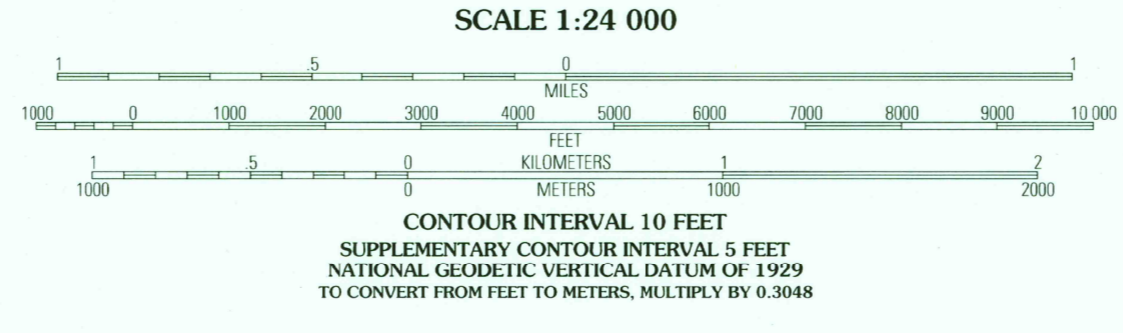 SCALE 1:24 000
1 .5 0 1
MILES
1000 0 1000 2000 3000 4000 5000 6000 7000 8000 9000 10 000
FEET
1 .5 0 KILOMETERS 1 2
1000 0 METERS 1000 2000
CONTOUR INTERVAL 10 FEET
SUPPLEMENTARY CONTOUR INTERVAL 5 FEET
NATIONAL GEODETIC VERTICAL DATUM OF 1929
TO CONVERT FROM FEET TO METERS, MULTIPLY BY 0.3048